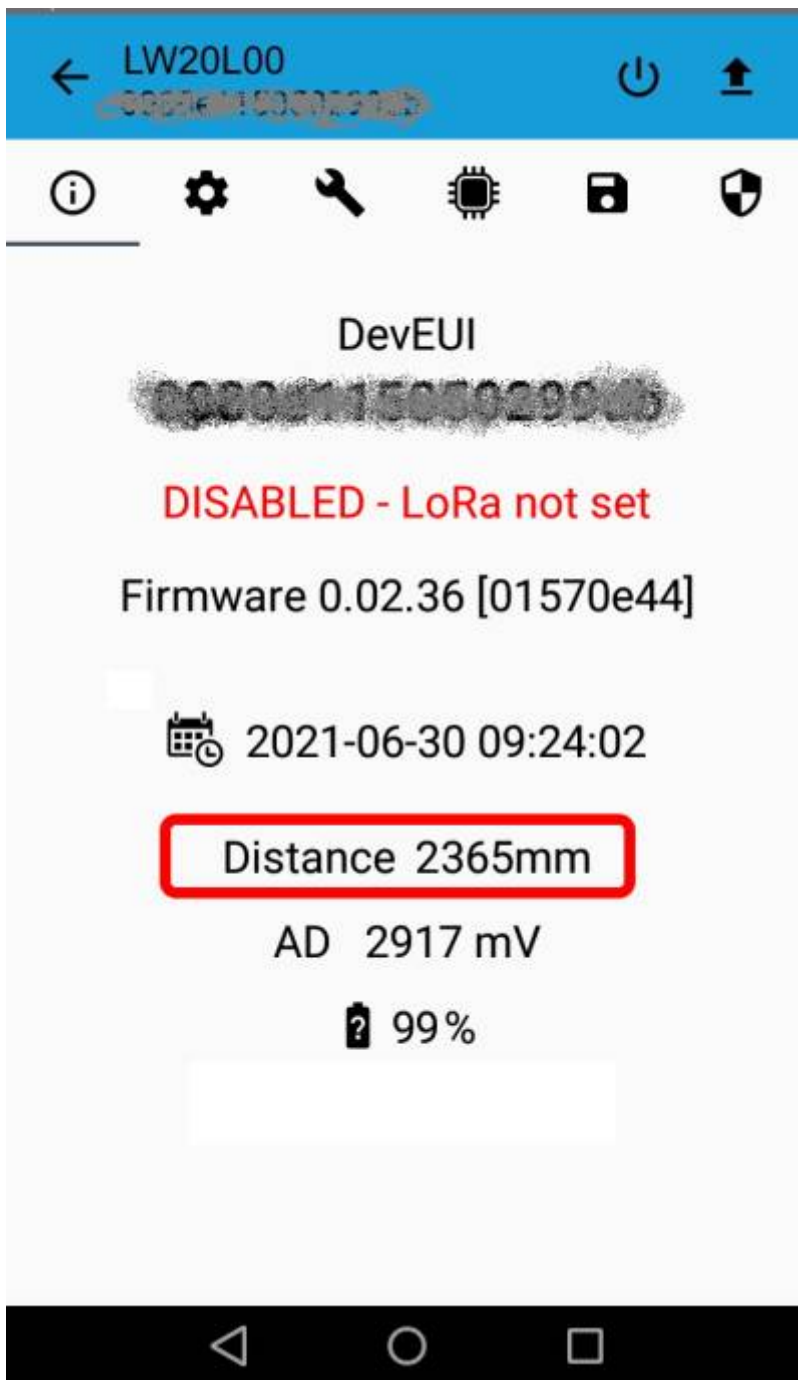 LW20L00
DevEUI
DISABLED - LoRa not set
Firmware 0.02.36 [01570e44]
2021-06-30 09:24:02
Distance 2365mm
AD 2917 mV
? 99%